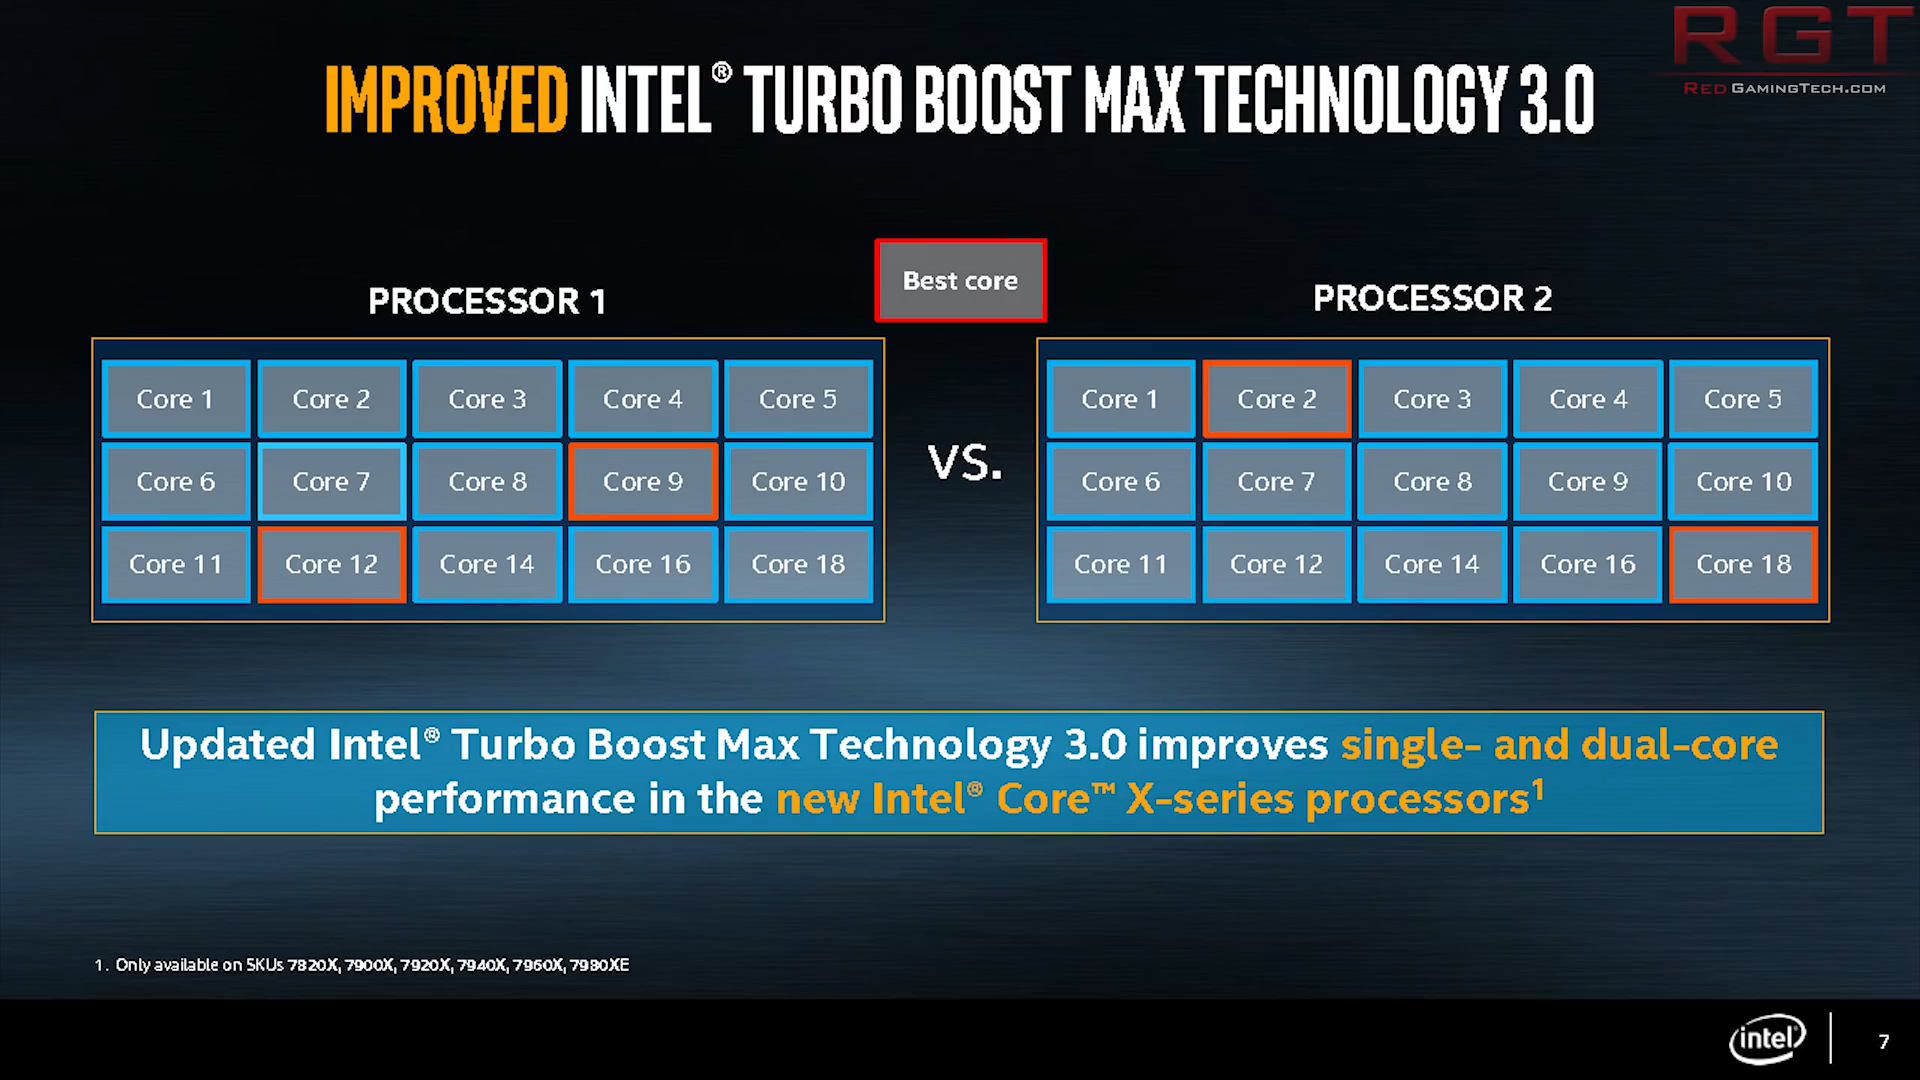 RGT
RED GAMINGTECH.COM
IMPROVED INTEL® TURBO BOOST MAX TECHNOLOGY 3.0
Best core
PROCESSOR 1
Core 1 Core 2 Core 3 Core 4 Core 5
Core 6 Core 7 Core 8 Core 9 Core 10
Core 11 Core 12 Core 14 Core 16 Core 18
vs.
PROCESSOR 2
Core 1 Core 2 Core 3 Core 4 Core 5
Core 6 Core 7 Core 8 Core 9 Core 10
Core 11 Core 12 Core 14 Core 16 Core 18
Updated Intel® Turbo Boost Max Technology 3.0 improves single- and dual-core
performance in the new Intel® Core™ X-series processors¹
1. Only available on SKUs 7820X, 7900X, 7920X, 7940X, 7960X, 7980XE
intel®
7